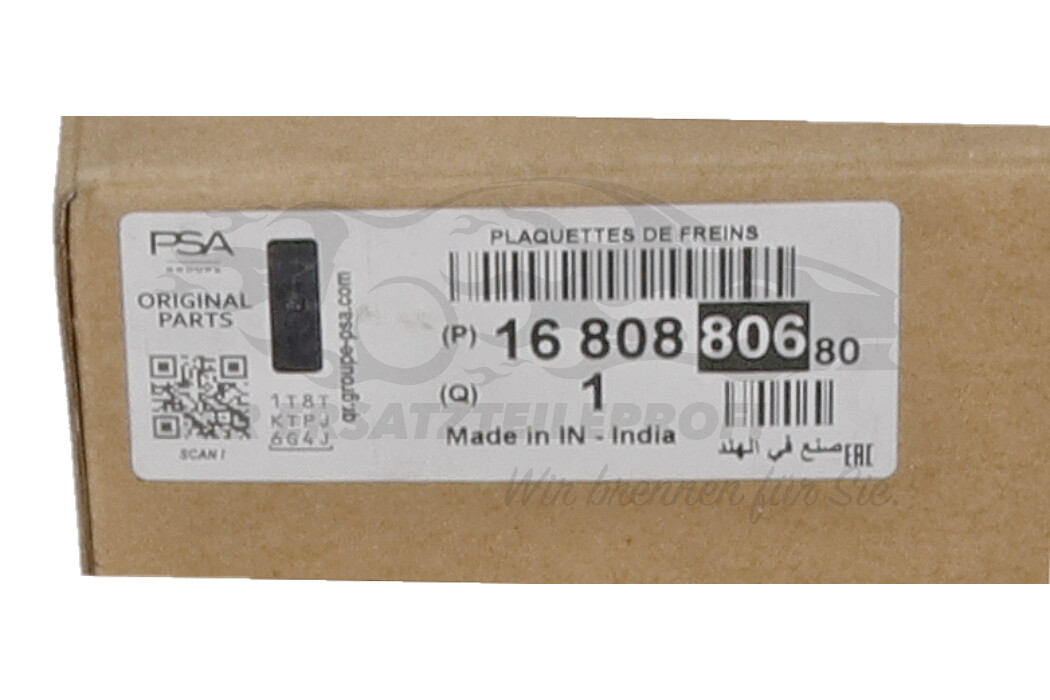 PSA
GROUPE
ORIGINAL
PARTS
SCAN !
1T8T
KTPJ
6G4J
qr.groupe-psa.com
PLAQUETTES DE FREINS
(P) 16 808 806 80
(Q) 1
Made in IN - India
صنع في الهند EAC
Wir brennen für Sie.